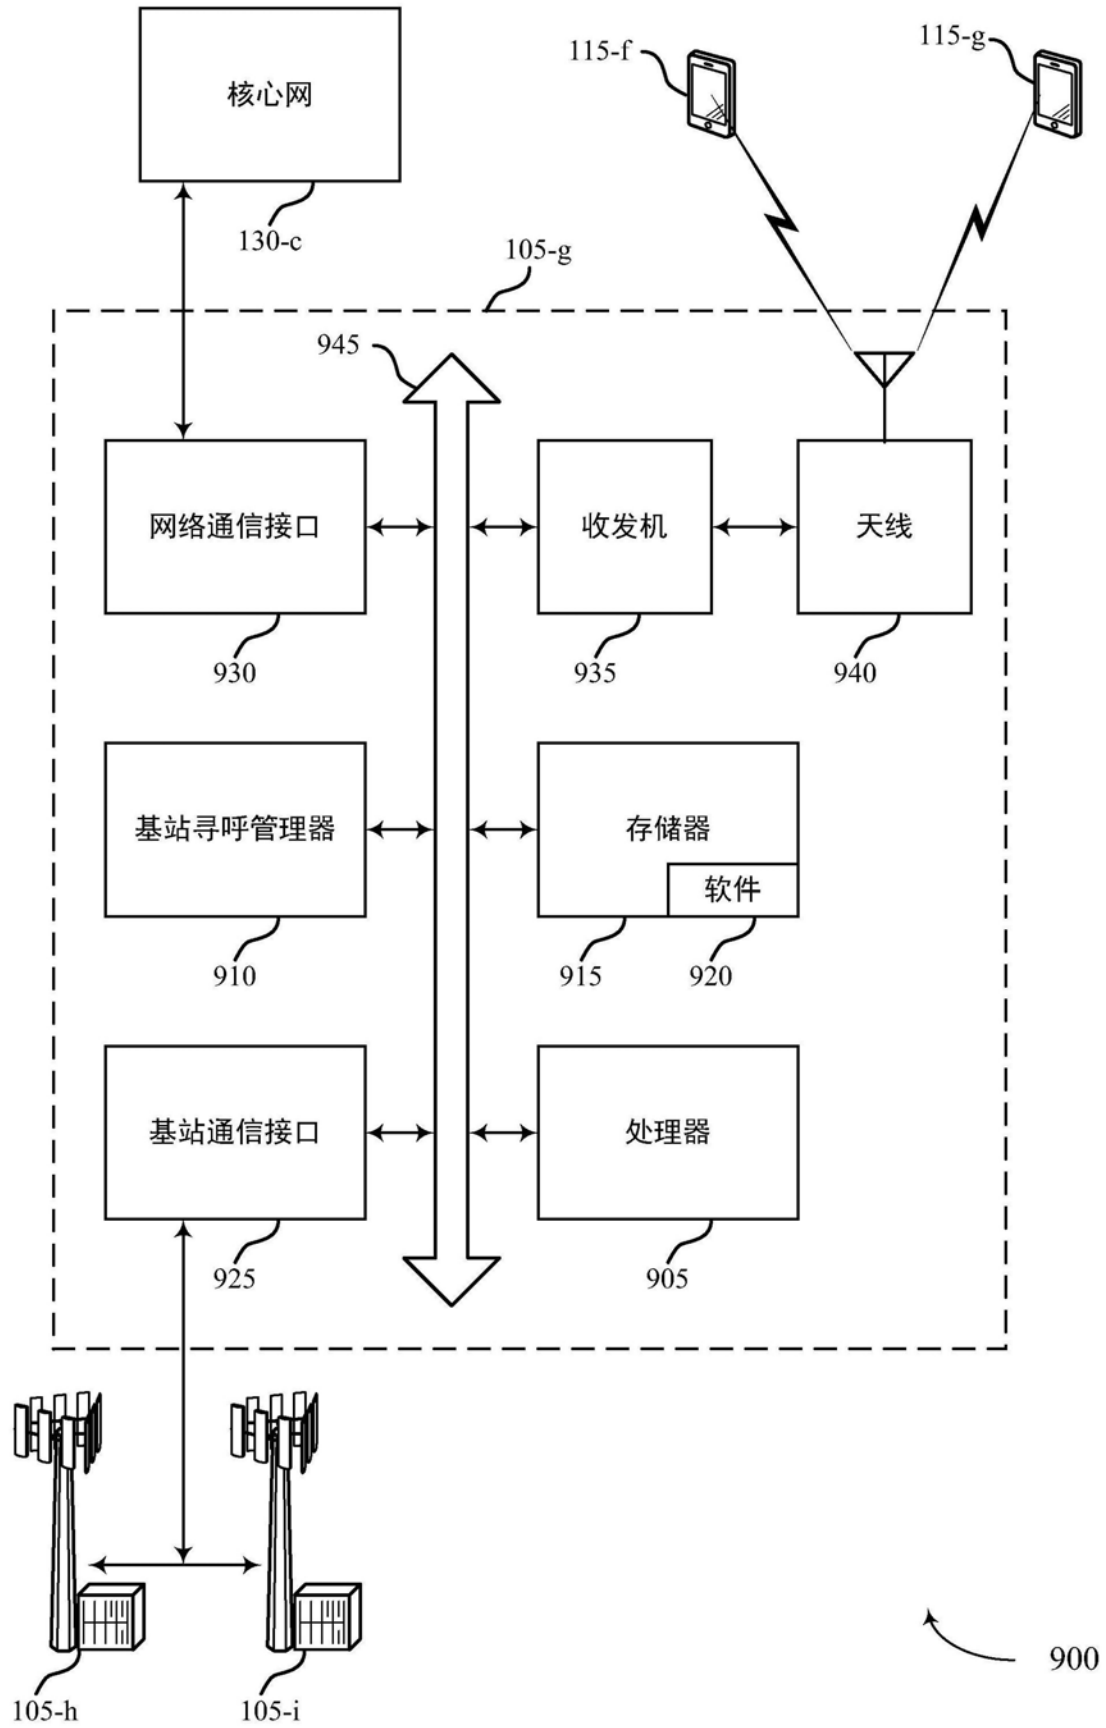 115-f
115-g
核心网
130-c
105-g
945
网络通信接口
收发机
天线
930
935
940
基站寻呼管理器
存储器
软件
910
915
920
基站通信接口
处理器
925
905
900
105-h
105-i